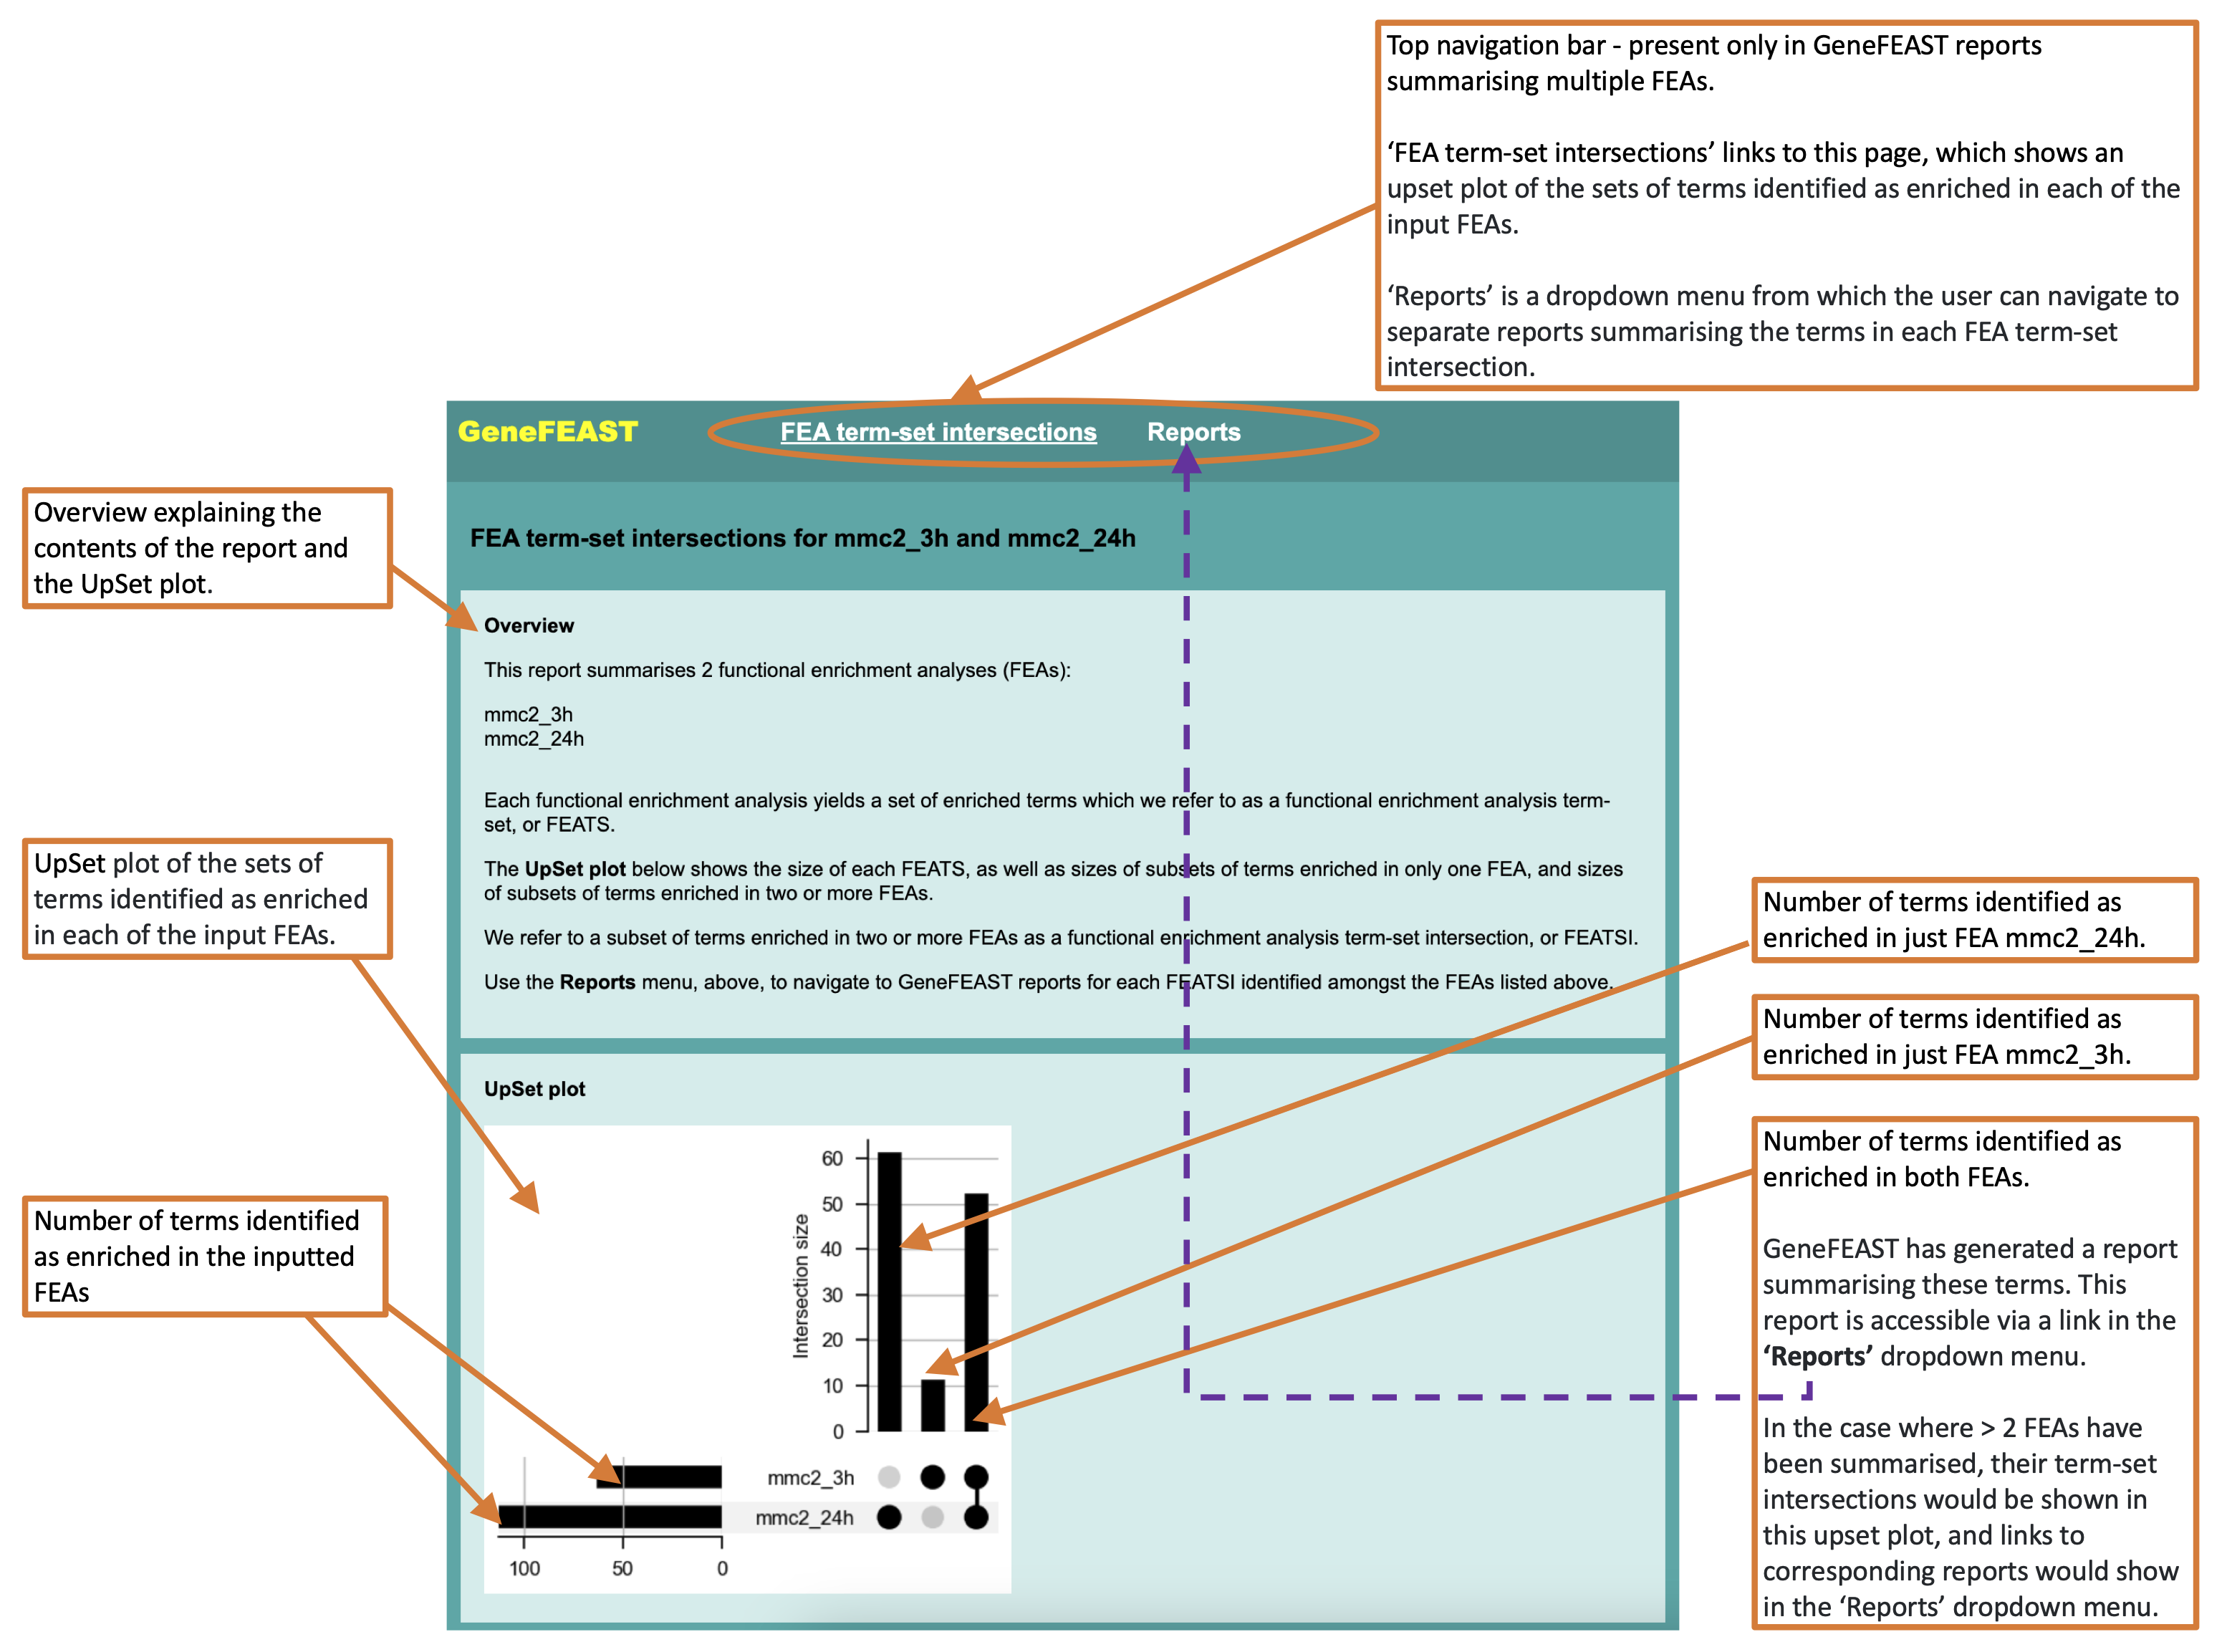 Top navigation bar - present only in GeneFEAST reports
summarising multiple FEAs.
‘FEA term-set intersections’ links to this page, which shows an
upset plot of the sets of terms identified as enriched in each of the
input FEAs.
‘Reports’ is a dropdown menu from which the user can navigate to
separate reports summarising the terms in each FEA term-set
intersection.
GeneFEAST
FEA term-set intersections
Reports
FEA term-set intersections for mmc2_3h and mmc2_24h
Overview explaining the
contents of the report and
the UpSet plot.
Overview
This report summarises 2 functional enrichment analyses (FEAs):
mmc2_3h
mmc2_24h
Each functional enrichment analysis yields a set of enriched terms which we refer to as a functional enrichment analysis term-
set, or FEATS.
The UpSet plot below shows the size of each FEATS, as well as sizes of subsets of terms enriched in only one FEA, and sizes
of subsets of terms enriched in two or more FEAs.
We refer to a subset of terms enriched in two or more FEAs as a functional enrichment analysis term-set intersection, or FEATSI.
Use the Reports menu, above, to navigate to GeneFEAST reports for each FEATSI identified amongst the FEAs listed above.
UpSet plot of the sets of
terms identified as enriched
in each of the input FEAs.
Number of terms identified
as enriched in the inputted
FEAs
UpSet plot
Intersection size
60
50
40
30
20
10
0
mmc2_3h
mmc2_24h
100
50
0
Number of terms identified as
enriched in just FEA mmc2_24h.
Number of terms identified as
enriched in just FEA mmc2_3h.
Number of terms identified as
enriched in both FEAs.
GeneFEAST has generated a report
summarising these terms. This
report is accessible via a link in the
‘Reports’ dropdown menu.
In the case where > 2 FEAs have
been summarised, their term-set
intersections would be shown in
this upset plot, and links to
corresponding reports would show
in the ‘Reports’ dropdown menu.